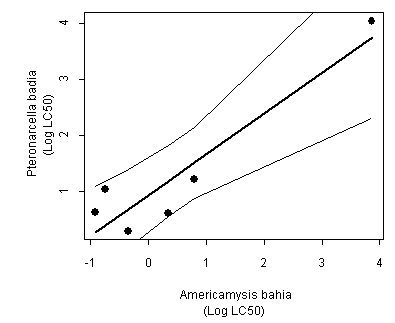 4
3
2
1
Pteronarcella badia
(Log LC50)
-1 0 1 2 3 4
Americamysis bahia
(Log LC50)